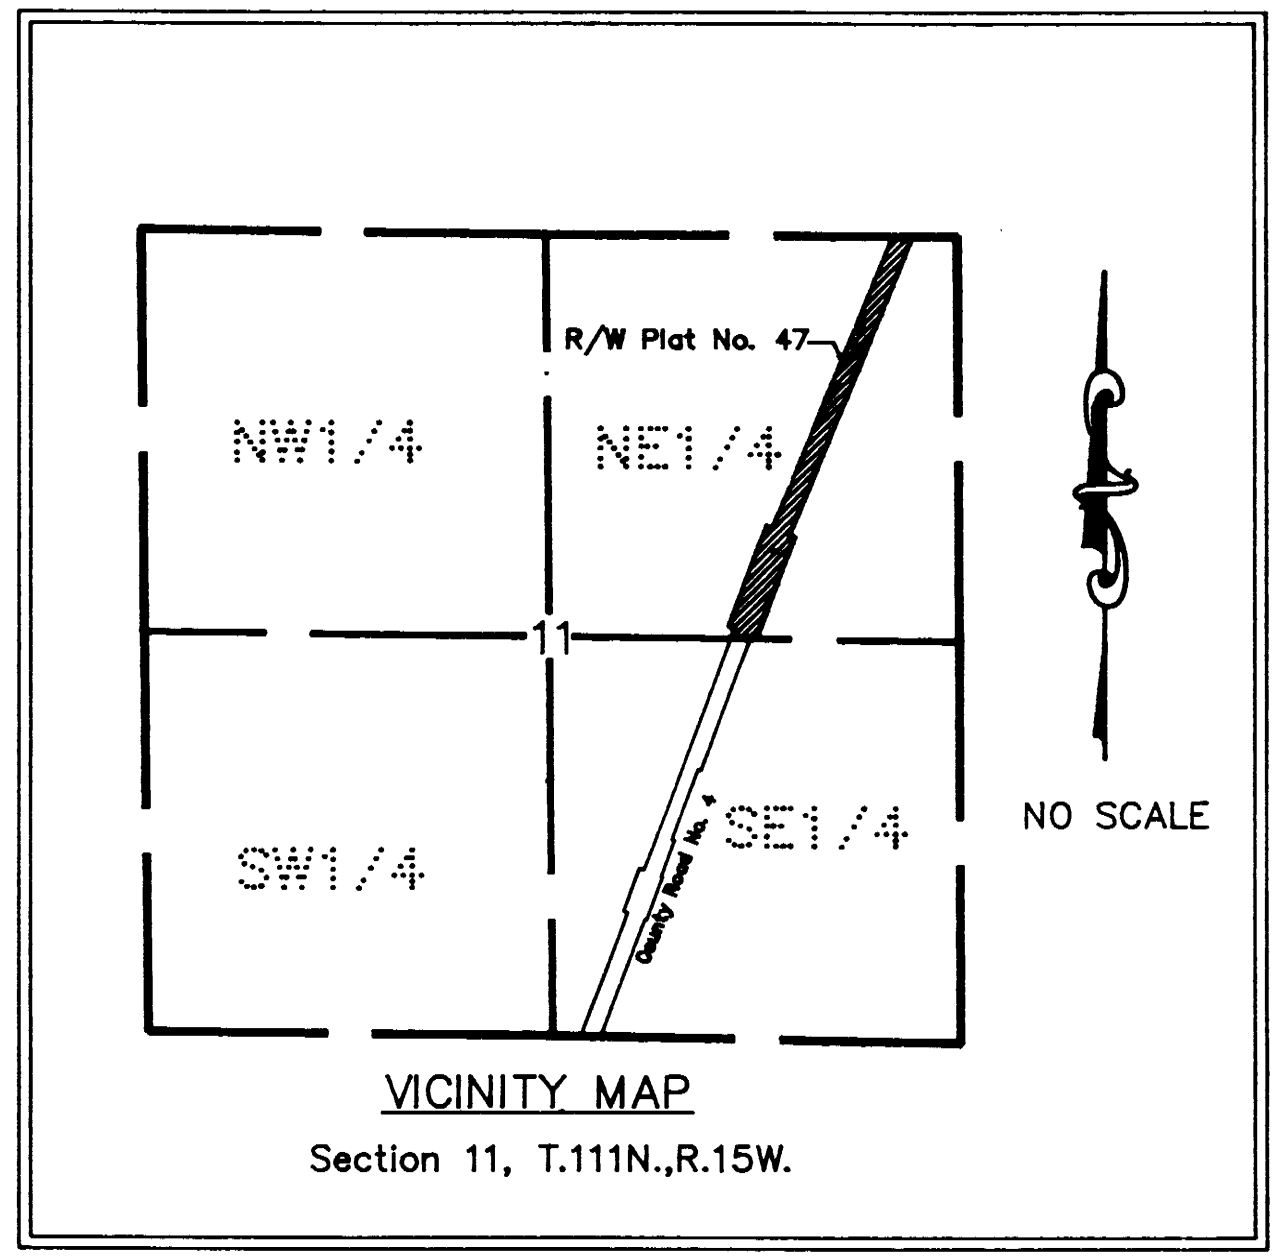 R/W Plat No. 47
NW1/4
NE1/4
11
County Road No. 4
SE1/4
SW1/4
NO SCALE
VICINITY MAP
Section 11, T.111N.,R.15W.